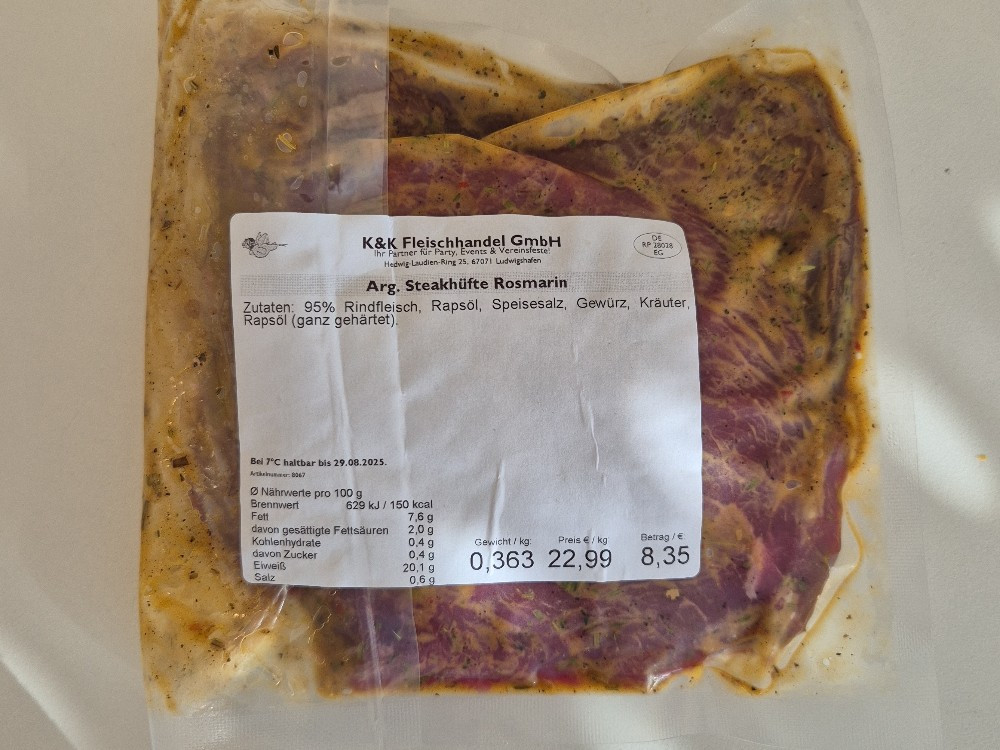 K&K Fleischhandel GmbH
Ihr Partner für Party, Events & Vereinsfeste!
Hedwig-Laudien-Ring 25, 67071 Ludwigshafen
DE
RP 28028
EG
Arg. Steakhüfte Rosmarin
Zutaten: 95% Rindfleisch, Rapsöl, Speisesalz, Gewürz, Kräuter,
Rapsöl (ganz gehärtet).
Bei 7°C haltbar bis 29.08.2025.
Artikelnummer: 8067
Ø Nährwerte pro 100 g
Brennwert 629 kJ / 150 kcal
Fett 7,6 g
davon gesättigte Fettsäuren 2,0 g
Kohlenhydrate 0,4 g
davon Zucker 0,4 g
Eiweiß 20,1 g
Salz 0,6 g
Gewicht / kg: Preis € / kg Betrag / €
0,363 22,99 8,35